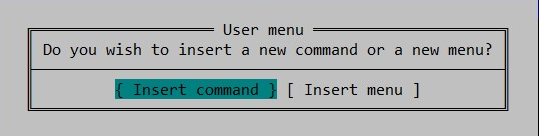 User menu
Do you wish to insert a new command or a new menu?
{ Insert command } [ Insert menu ]